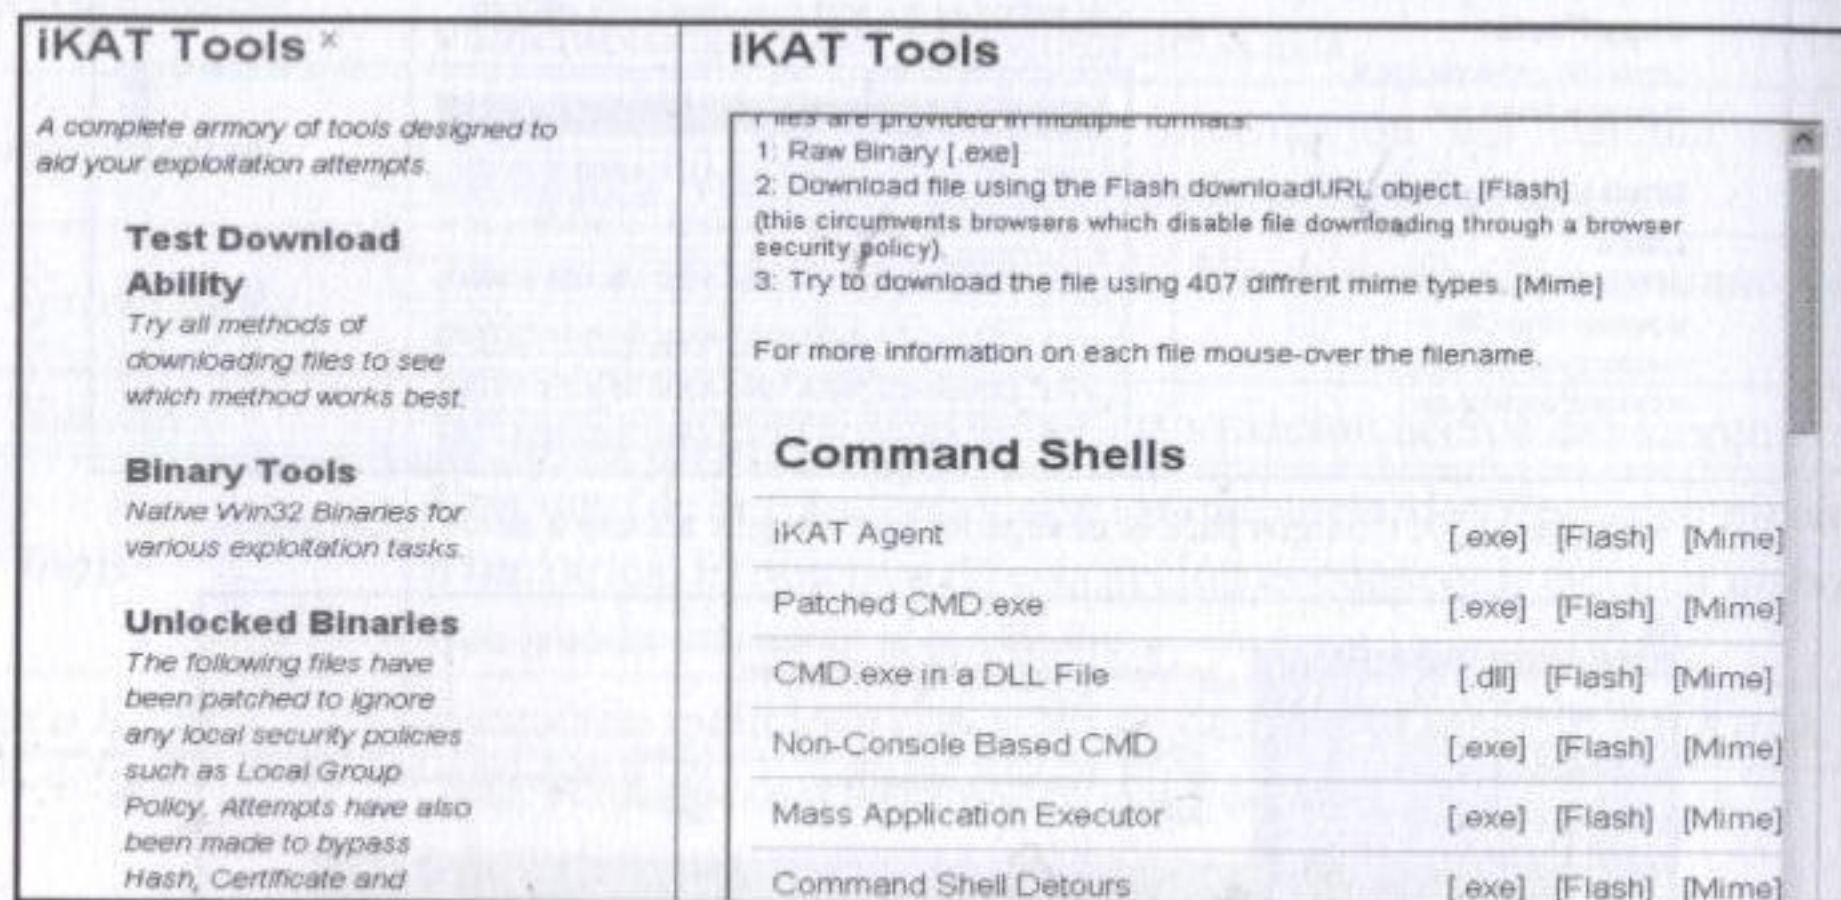 iKAT Tools ×
A complete armory of tools designed to
aid your exploitation attempts.
Test Download
Ability
Try all methods of
downloading files to see
which method works best.
Binary Tools
Native Win32 Binaries for
various exploitation tasks.
Unlocked Binaries
The following files have
been patched to ignore
any local security policies
such as Local Group
Policy. Attempts have also
been made to bypass
Hash, Certificate and
iKAT Tools
Files are provided in multiple formats:
1: Raw Binary [.exe]
2: Download file using the Flash downloadURL object. [Flash]
(this circumvents browsers which disable file downloading through a browser
security policy).
3: Try to download the file using 407 diffrent mime types. [Mime]
For more information on each file mouse-over the filename.
Command Shells
iKAT Agent [.exe] [Flash] [Mime]
Patched CMD.exe [.exe] [Flash] [Mime]
CMD.exe in a DLL File [.dll] [Flash] [Mime]
Non-Console Based CMD [.exe] [Flash] [Mime]
Mass Application Executor [.exe] [Flash] [Mime]
Command Shell Detours [.exe] [Flash] [Mime]